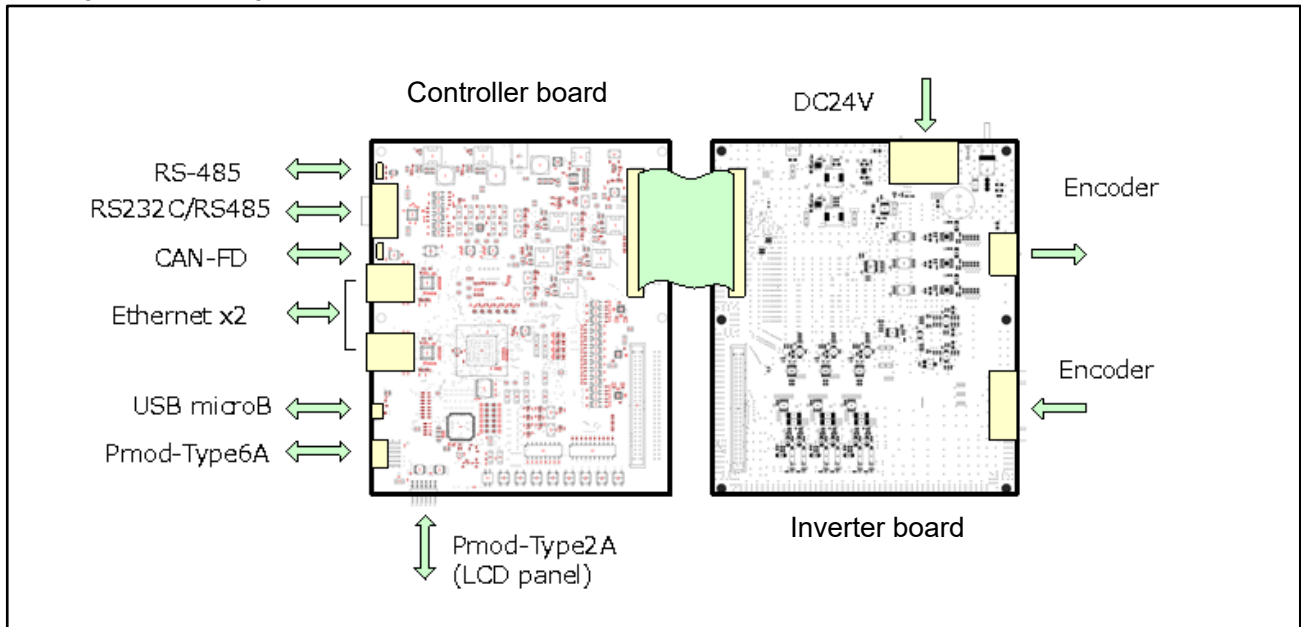 Controller board
DC24V
RS-485
RS232C/RS485
CAN-FD
Ethernet x2
USB microB
Pmod-Type6A
Pmod-Type2A
(LCD panel)
Encoder
Encoder
Inverter board